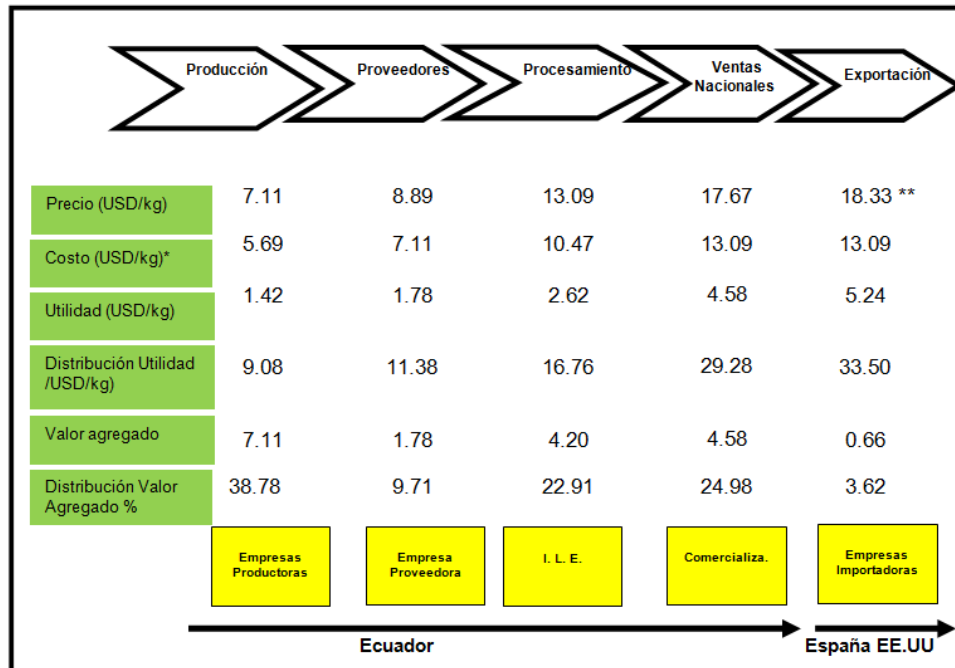 Producción
Proveedores
Procesamiento
Ventas
Nacionales
Exportación
Precio (USD/kg) 7.11 8.89 13.09 17.67 18.33 **
Costo (USD/kg)* 5.69 7.11 10.47 13.09 13.09
Utilidad (USD/kg) 1.42 1.78 2.62 4.58 5.24
Distribución Utilidad
/USD/kg) 9.08 11.38 16.76 29.28 33.50
Valor agregado 7.11 1.78 4.20 4.58 0.66
Distribución Valor
Agregado % 38.78 9.71 22.91 24.98 3.62
Empresas
Productoras
Empresa
Proveedora
I. L. E.
Comercializa.
Empresas
Importadoras
Ecuador
España EE.UU